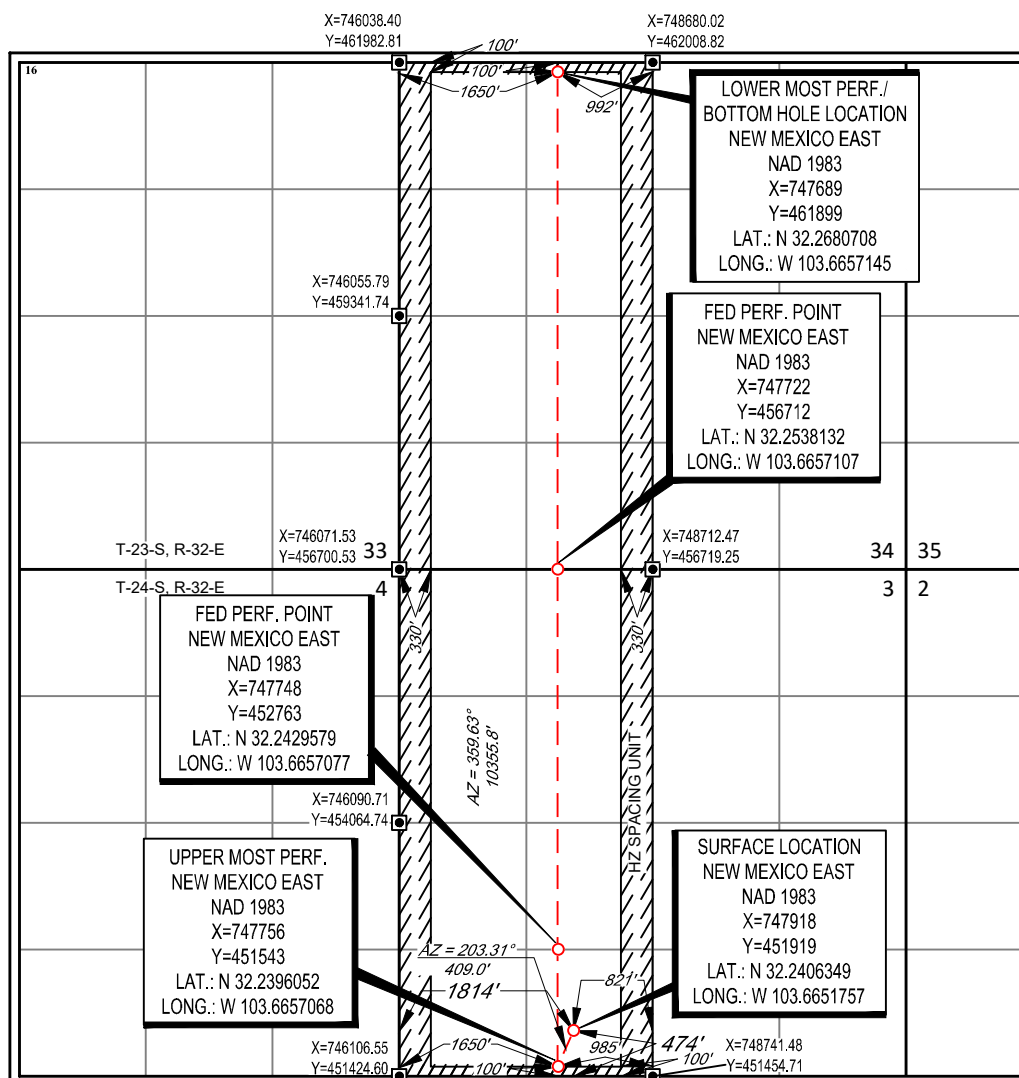 X=746038.40
Y=461982.81
X=748680.02
Y=462008.82
100'
16
100'
1650'
992'
LOWER MOST PERF./
BOTTOM HOLE LOCATION
NEW MEXICO EAST
NAD 1983
X=747689
Y=461899
LAT.: N 32.2680708
LONG.: W 103.6657145
X=746055.79
Y=459341.74
FED PERF. POINT
NEW MEXICO EAST
NAD 1983
X=747722
Y=456712
LAT.: N 32.2538132
LONG.: W 103.6657107
T-23-S, R-32-E
X=746071.53
Y=456700.53
33
X=748712.47
Y=456719.25
34
35
T-24-S, R-32-E
4
3
2
330'
330'
FED PERF. POINT
NEW MEXICO EAST
NAD 1983
X=747748
Y=452763
LAT.: N 32.2429579
LONG.: W 103.6657077
AZ = 359.63°
10355.8'
HZ SPACING UNIT
X=746090.71
Y=454064.74
UPPER MOST PERF.
NEW MEXICO EAST
NAD 1983
X=747756
Y=451543
LAT.: N 32.2396052
LONG.: W 103.6657068
SURFACE LOCATION
NEW MEXICO EAST
NAD 1983
X=747918
Y=451919
LAT.: N 32.2406349
LONG.: W 103.6651757
AZ = 203.31°
409.0'
1814'
821'
X=746106.55
Y=451424.60
1650'
985'
474'
100'
100'
X=748741.48
Y=451454.71